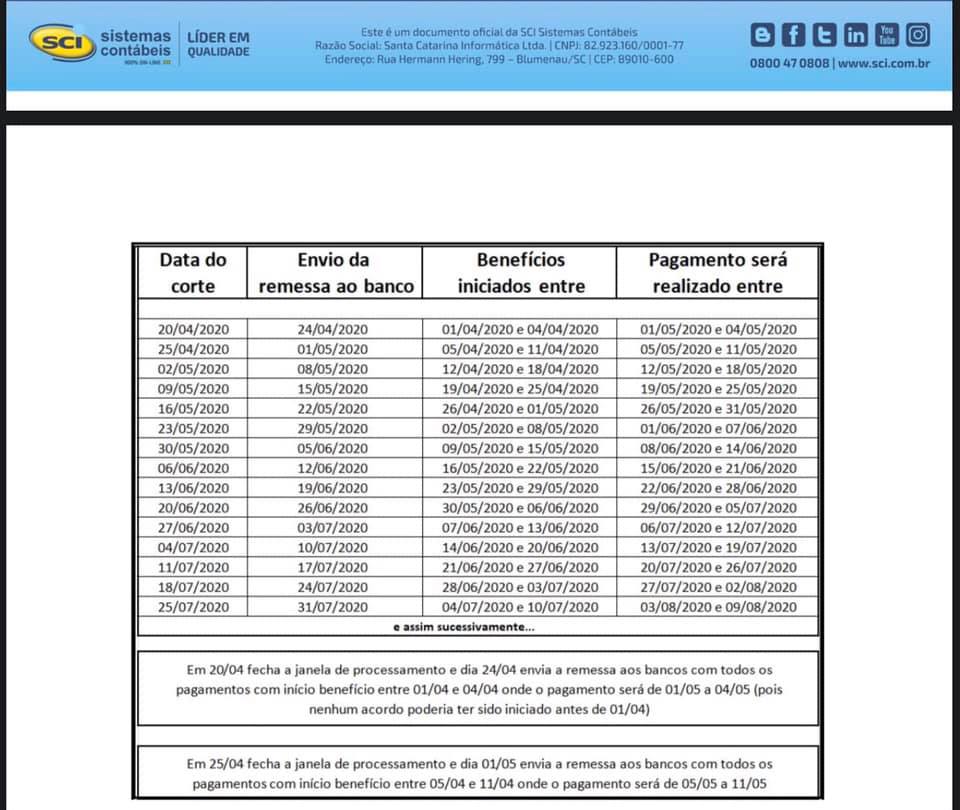 SCI sistemas contábeis
100% ON-LINE
LÍDER EM QUALIDADE
Este é um documento oficial da SCI Sistemas Contábeis
Razão Social: Santa Catarina Informática Ltda. | CNPJ: 82.923.160/0001-77
Endereço: Rua Hermann Hering, 799 – Blumenau/SC | CEP: 89010-600
You Tube
0800 47 0808 | www.sci.com.br
Data do corte Envio da remessa ao banco Benefícios iniciados entre Pagamento será realizado entre
20/04/2020 24/04/2020 01/04/2020 e 04/04/2020 01/05/2020 e 04/05/2020
25/04/2020 01/05/2020 05/04/2020 e 11/04/2020 05/05/2020 e 11/05/2020
02/05/2020 08/05/2020 12/04/2020 e 18/04/2020 12/05/2020 e 18/05/2020
09/05/2020 15/05/2020 19/04/2020 e 25/04/2020 19/05/2020 e 25/05/2020
16/05/2020 22/05/2020 26/04/2020 e 01/05/2020 26/05/2020 e 31/05/2020
23/05/2020 29/05/2020 02/05/2020 e 08/05/2020 01/06/2020 e 07/06/2020
30/05/2020 05/06/2020 09/05/2020 e 15/05/2020 08/06/2020 e 14/06/2020
06/06/2020 12/06/2020 16/05/2020 e 22/05/2020 15/06/2020 e 21/06/2020
13/06/2020 19/06/2020 23/05/2020 e 29/05/2020 22/06/2020 e 28/06/2020
20/06/2020 26/06/2020 30/05/2020 e 06/06/2020 29/06/2020 e 05/07/2020
27/06/2020 03/07/2020 07/06/2020 e 13/06/2020 06/07/2020 e 12/07/2020
04/07/2020 10/07/2020 14/06/2020 e 20/06/2020 13/07/2020 e 19/07/2020
11/07/2020 17/07/2020 21/06/2020 e 27/06/2020 20/07/2020 e 26/07/2020
18/07/2020 24/07/2020 28/06/2020 e 03/07/2020 27/07/2020 e 02/08/2020
25/07/2020 31/07/2020 04/07/2020 e 10/07/2020 03/08/2020 e 09/08/2020
e assim sucessivamente...
Em 20/04 fecha a janela de processamento e dia 24/04 envia a remessa aos bancos com todos os
pagamentos com início benefício entre 01/04 e 04/04 onde o pagamento será de 01/05 a 04/05 (pois
nenhum acordo poderia ter sido iniciado antes de 01/04)
Em 25/04 fecha a janela de processamento e dia 01/05 envia a remessa aos bancos com todos os
pagamentos com início benefício entre 05/04 e 11/04 onde o pagamento será de 05/05 a 11/05